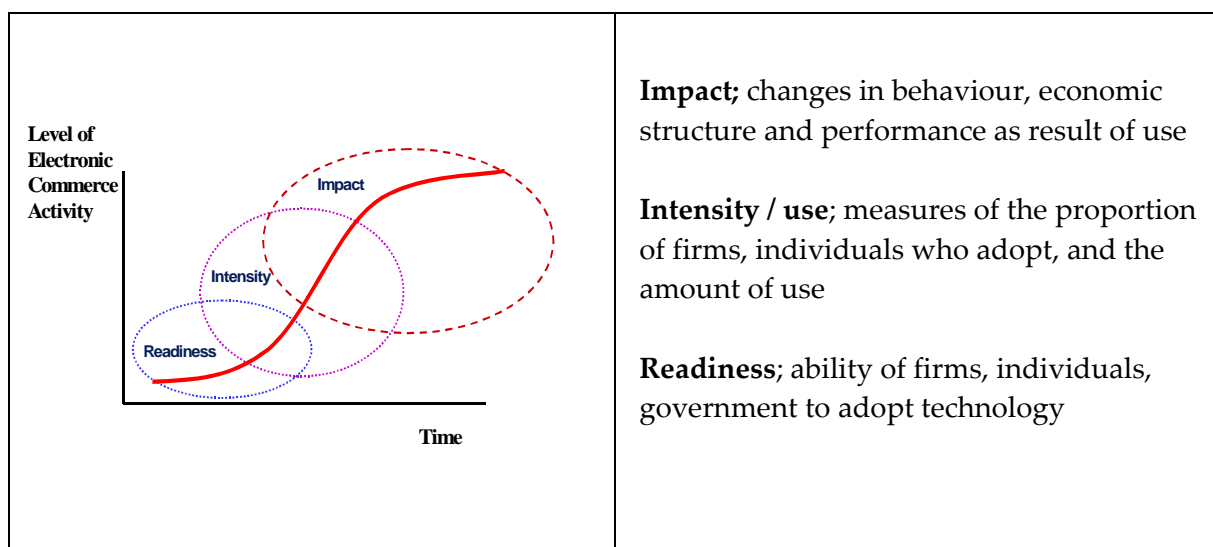 Level of
Electronic
Commerce
Activity
Impact
Intensity
Readiness
Time
Impact; changes in behaviour, economic
structure and performance as result of use
Intensity / use; measures of the proportion
of firms, individuals who adopt, and the
amount of use
Readiness; ability of firms, individuals,
government to adopt technology